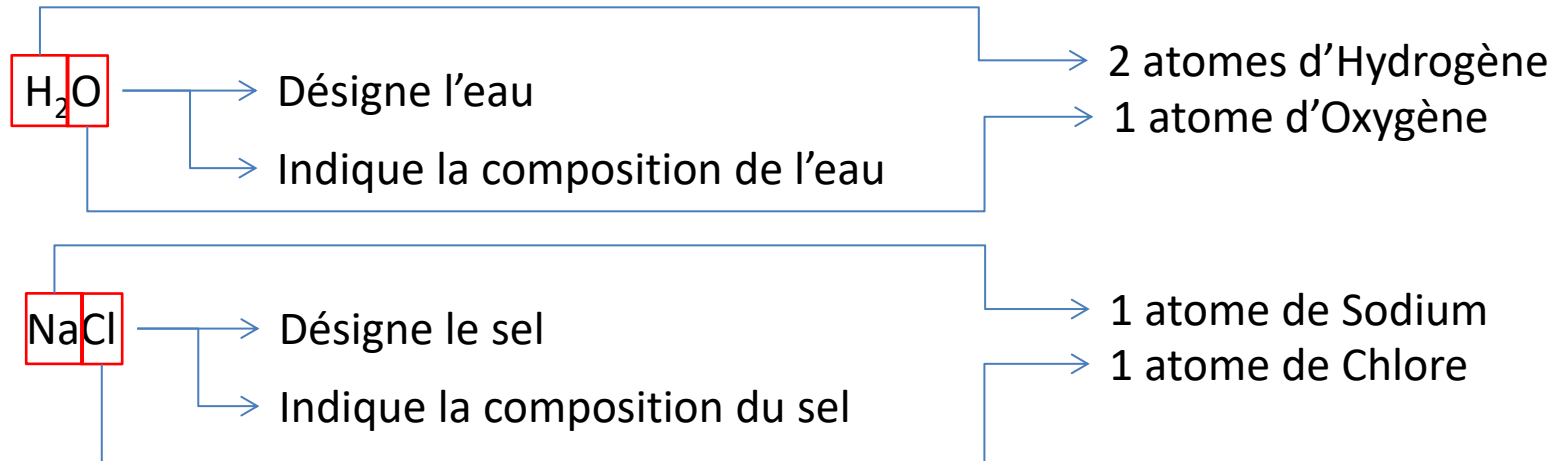 H₂O
Désigne l’eau
Indique la composition de l’eau
2 atomes d’Hydrogène
1 atome d’Oxygène
NaCl
Désigne le sel
Indique la composition du sel
1 atome de Sodium
1 atome de Chlore